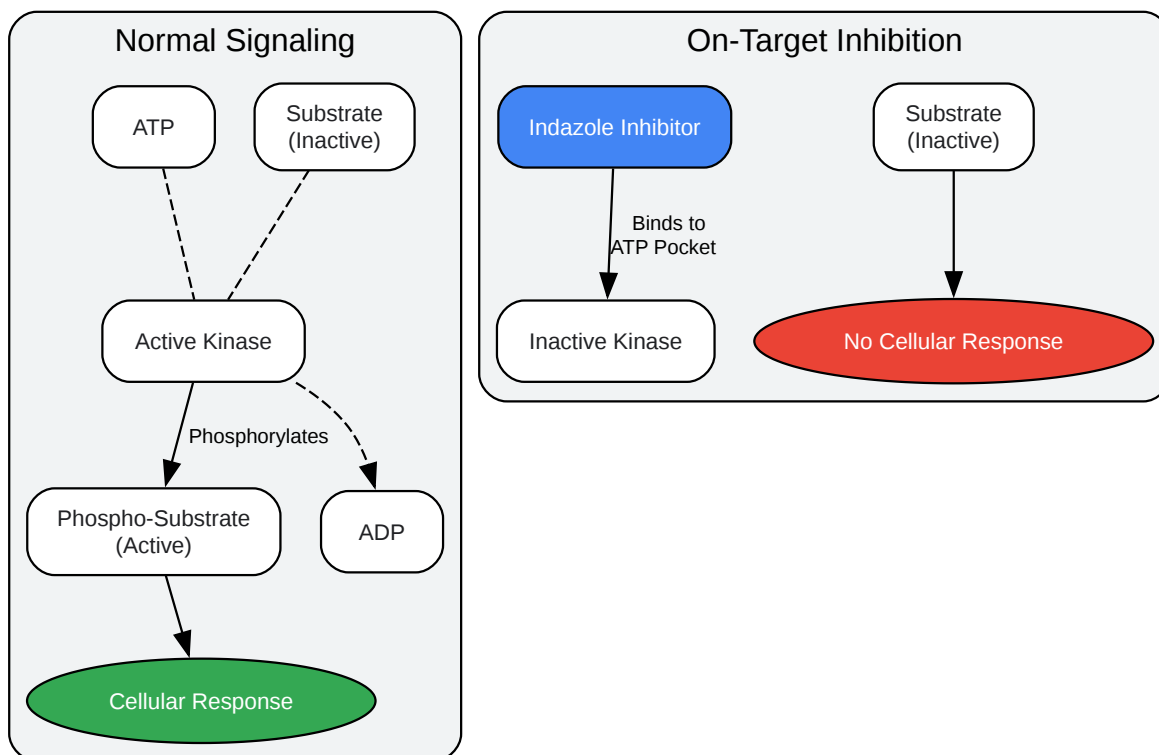 Normal Signaling
ATP
Substrate
(Inactive)
Active Kinase
Phosphorylates
Phospho-Substrate
(Active)
ADP
Cellular Response
On-Target Inhibition
Indazole Inhibitor
Substrate
(Inactive)
Binds to
ATP Pocket
Inactive Kinase
No Cellular Response